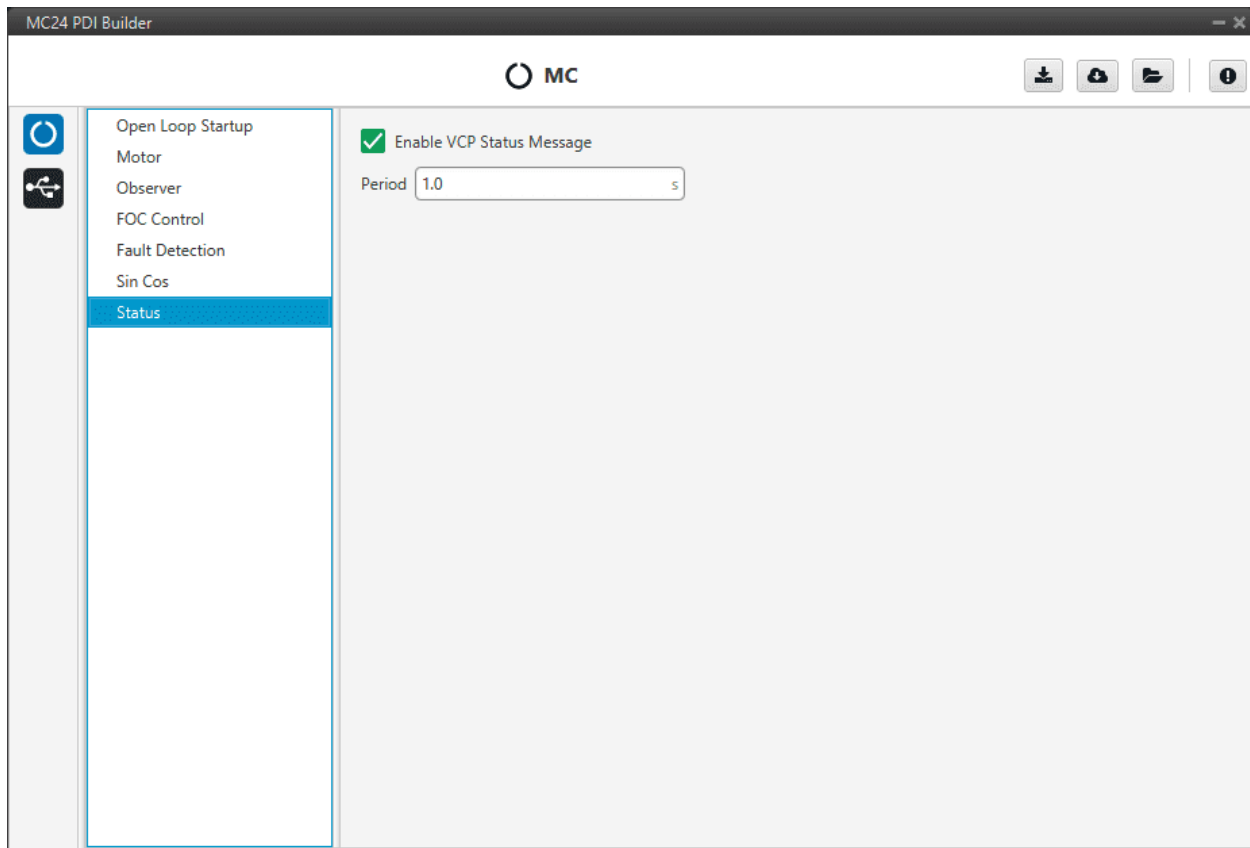 MC24 PDI Builder
MC
Open Loop Startup
Motor
Observer
FOC Control
Fault Detection
Sin Cos
Status
Enable VCP Status Message
Period 1.0 s